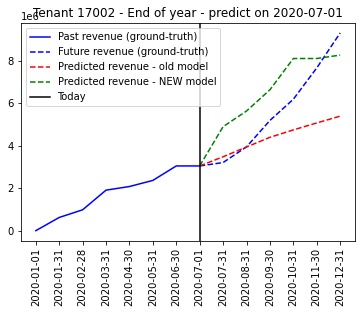 Tenant 17002 - End of year - predict on 2020-07-01
1e6
Past revenue (ground-truth)
Future revenue (ground-truth)
Predicted revenue - old model
Predicted revenue - NEW model
Today
8
6
4
2
0
2020-01-01
2020-01-31
2020-02-28
2020-03-31
2020-04-30
2020-05-31
2020-06-30
2020-07-01
2020-07-31
2020-08-31
2020-09-30
2020-10-31
2020-11-30
2020-12-31